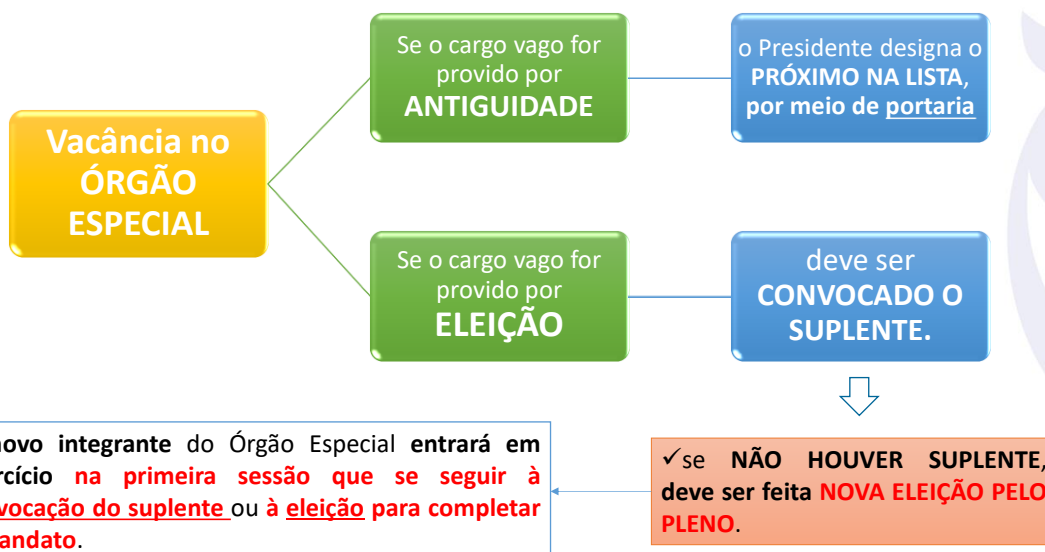 Vacância no
ÓRGÃO
ESPECIAL
Se o cargo vago for
provido por
ANTIGUIDADE
o Presidente designa o
PRÓXIMO NA LISTA,
por meio de portaria
Se o cargo vago for
provido por
ELEIÇÃO
deve ser
CONVOCADO O
SUPLENTE.
✓se NÃO HOUVER SUPLENTE,
deve ser feita NOVA ELEIÇÃO PELO
PLENO.
novo integrante do Órgão Especial entrará em
rcício na primeira sessão que se seguir à
vocação do suplente ou à eleição para completar
andato.